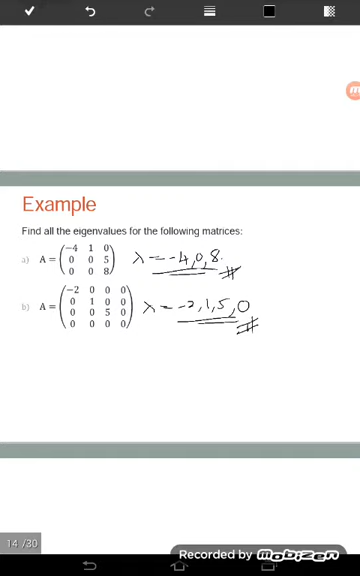 Example
Find all the eigenvalues for the following matrices:
a) A = (−4 1 0
0 0 5
0 0 8) λ = -4,0,8.
b) A = (−2 0 0 0
0 1 0 0
0 0 5 0
0 0 0 0) λ = -2,1,5,0
14 /30
Recorded by mobizen